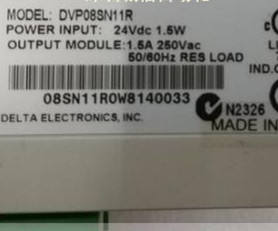 MODEL: DVP08SN11R
POWER INPUT: 24Vdc 1.5W
OUTPUT MODULE: 1.5A 250Vac
50/60Hz RES LOAD
IND.C
08SN11R0W8140033
N2326
DELTA ELECTRONICS, INC.
MADE IN